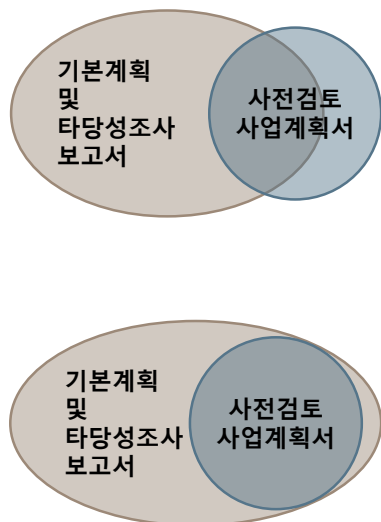 기본계획
및
타당성조사
보고서
사전검토
사업계획서
기본계획
및
타당성조사
보고서
사전검토
사업계획서